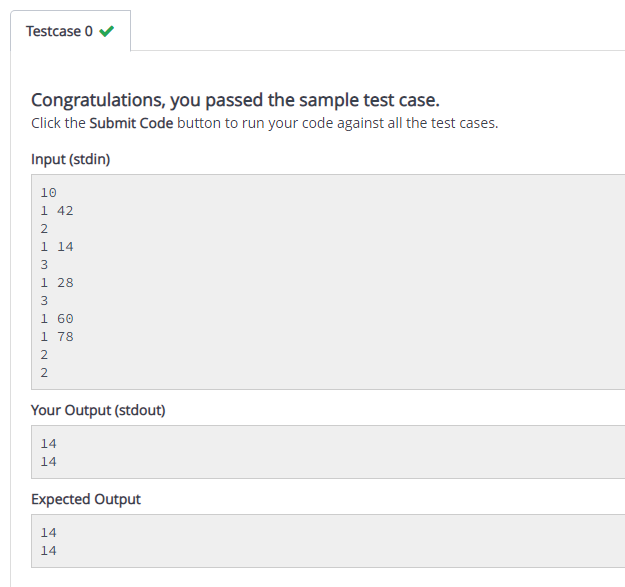 Testcase 0
Congratulations, you passed the sample test case.
Click the Submit Code button to run your code against all the test cases.
Input (stdin)
10
1 42
2
1 14
3
1 28
3
1 60
1 78
2
2
Your Output (stdout)
14
14
Expected Output
14
14